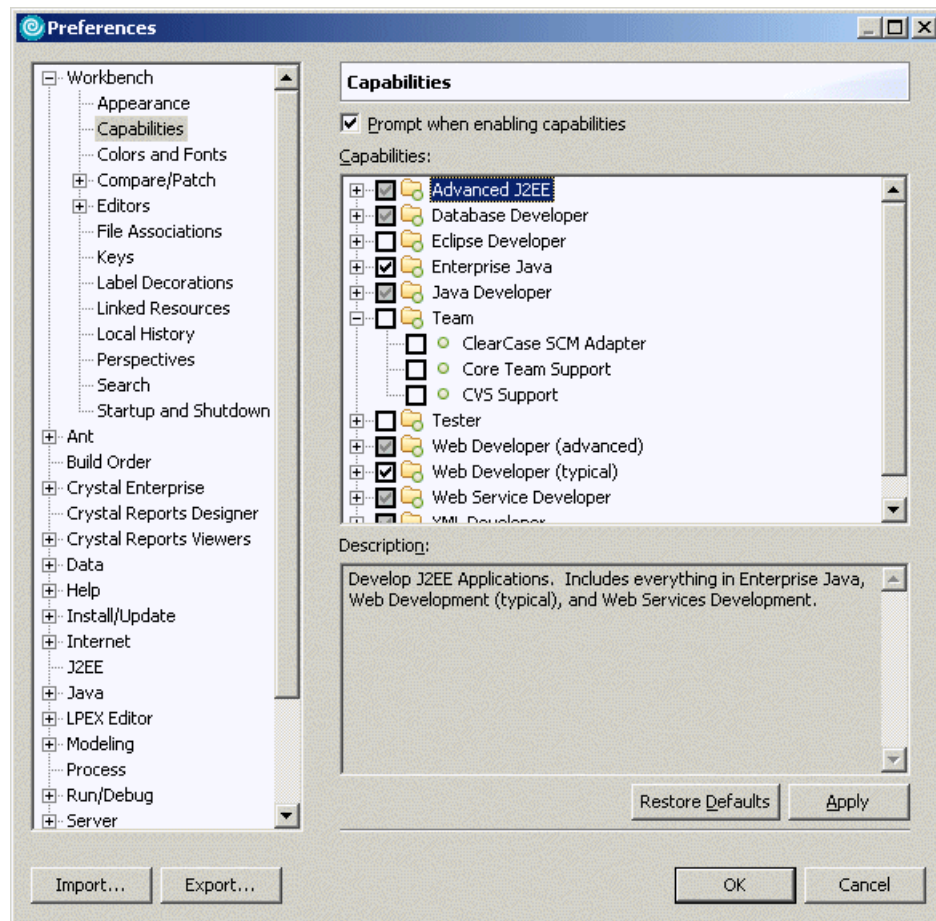 Preferences
Workbench
Appearance
Capabilities
Colors and Fonts
Compare/Patch
Editors
File Associations
Keys
Label Decorations
Linked Resources
Local History
Perspectives
Search
Startup and Shutdown
Ant
Build Order
Crystal Enterprise
Crystal Reports Designer
Crystal Reports Viewers
Data
Help
Install/Update
Internet
J2EE
Java
LPEX Editor
Modeling
Process
Run/Debug
Server
Capabilities
Prompt when enabling capabilities
Capabilities:
Advanced J2EE
Database Developer
Eclipse Developer
Enterprise Java
Java Developer
Team
ClearCase SCM Adapter
Core Team Support
CVS Support
Tester
Web Developer (advanced)
Web Developer (typical)
Web Service Developer
XML Developer
Description:
Develop J2EE Applications. Includes everything in Enterprise Java,
Web Development (typical), and Web Services Development.
Restore Defaults
Apply
Import...
Export...
OK
Cancel